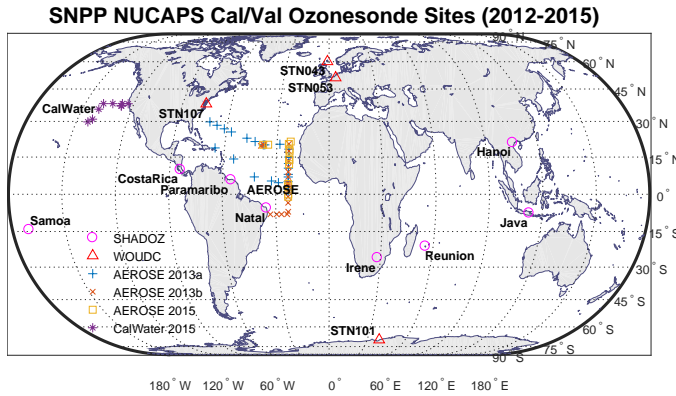 SNPP NUCAPS Cal/Val Ozonesonde Sites (2012-2015)
90° N
75° N
60° N
STN043
STN053
45° N
CalWater
STN107
30° N
Hanoi
15° N
CostaRica
Paramaribo
AEROSE
0°
Natal
Samoa
Java
15° S
SHADOZ
WOUDC
Reunion
Irene
AEROSE 2013a
30° S
AEROSE 2013b
AEROSE 2015
45° S
CalWater 2015
STN101
60° S
75° S
90° S
180° W 120° W 60° W 0° 60° E 120° E 180° E